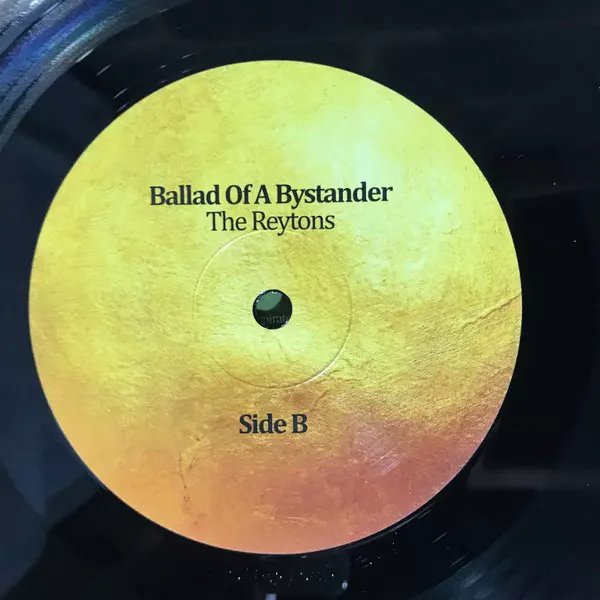 Ballad Of A Bystander
The Reytons
Side B